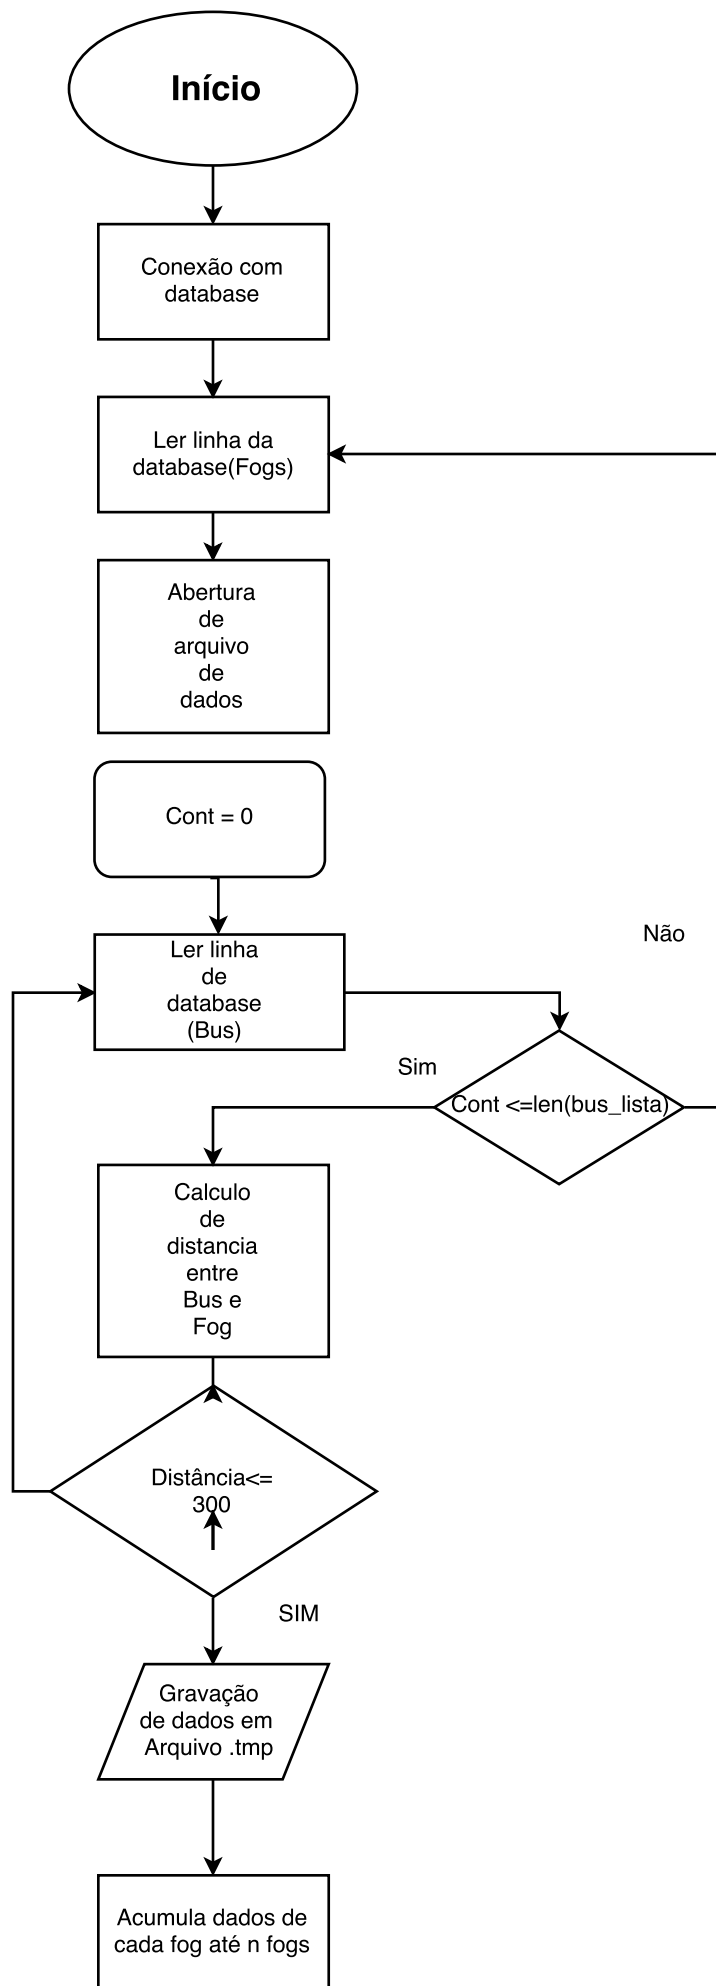 Início
Conexão com
database
Ler linha da
database(Fogs)
Abertura
de
arquivo
de
dados
Cont = 0
Ler linha
de
database
(Bus)
Não
Sim
Cont <=len(bus_lista)
Calculo
de
distancia
entre
Bus e
Fog
Distância<=
300
SIM
Gravação
de dados em
Arquivo .tmp
Acumula dados de
cada fog até n fogs